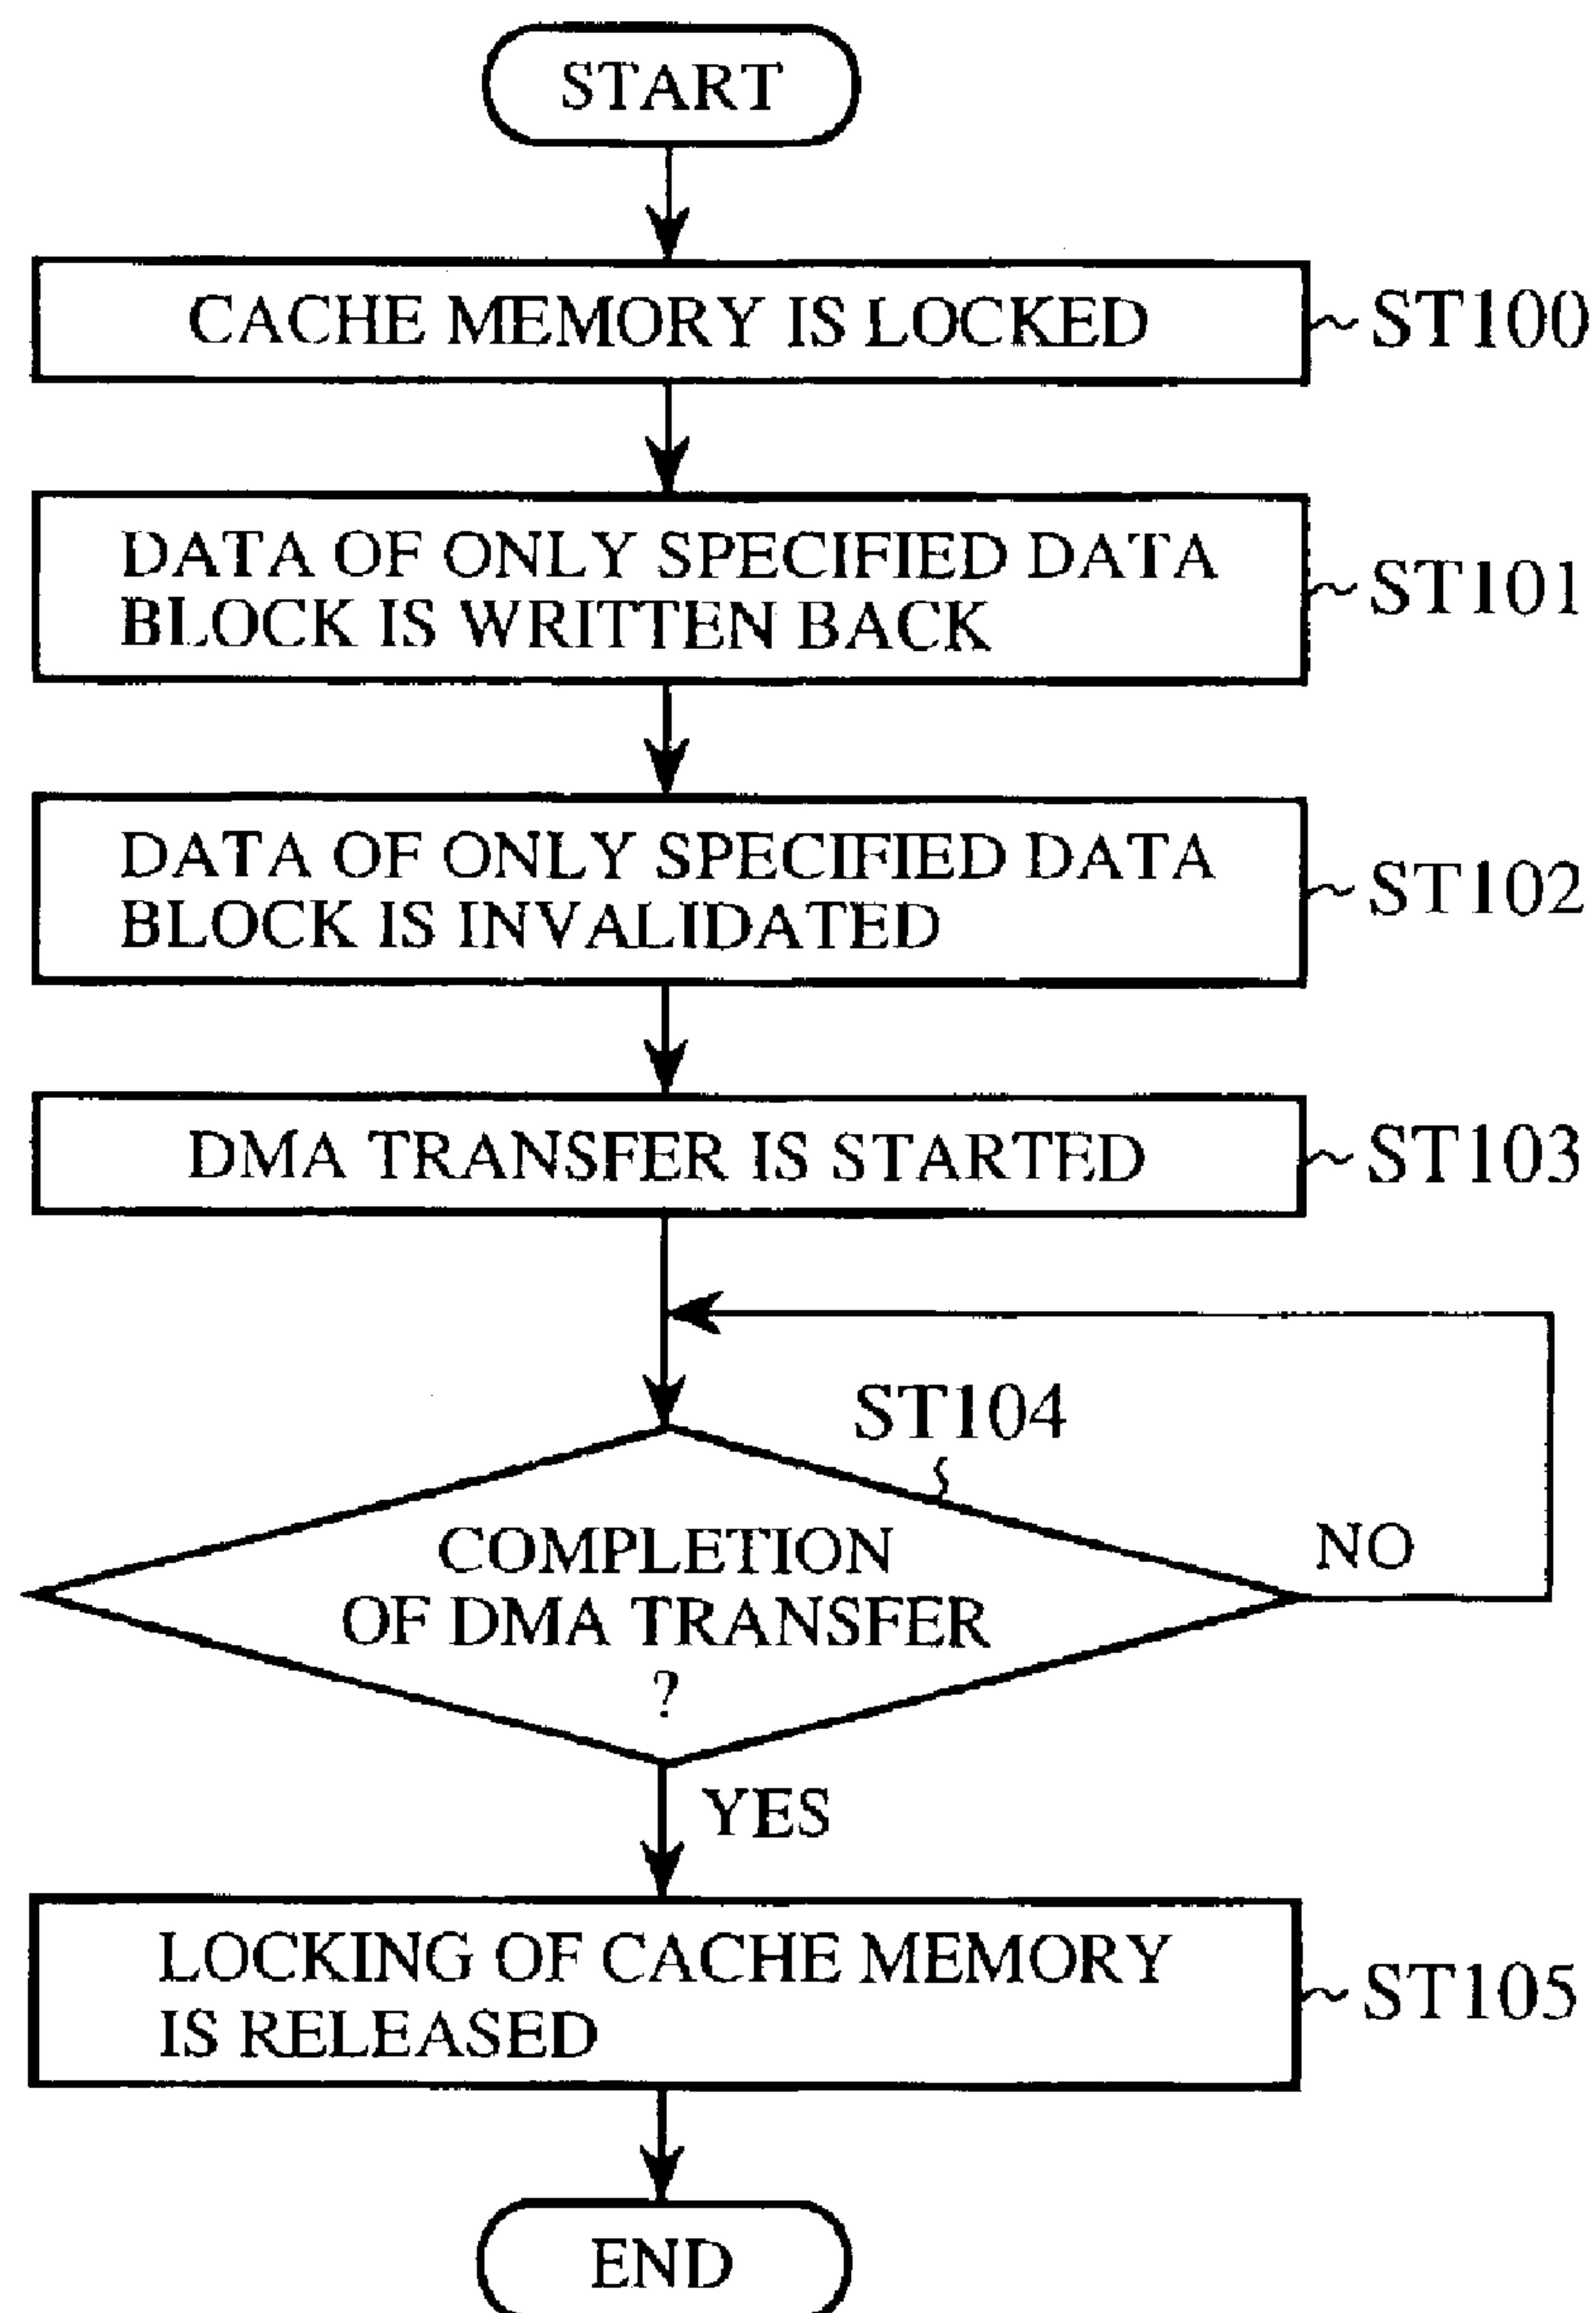 START
CACHE MEMORY IS LOCKED
ST100
DATA OF ONLY SPECIFIED DATA
BLOCK IS WRITTEN BACK
ST101
DATA OF ONLY SPECIFIED DATA
BLOCK IS INVALIDATED
ST102
DMA TRANSFER IS STARTED
ST103
ST104
COMPLETION
OF DMA TRANSFER
?
NO
YES
LOCKING OF CACHE MEMORY
IS RELEASED
ST105
END